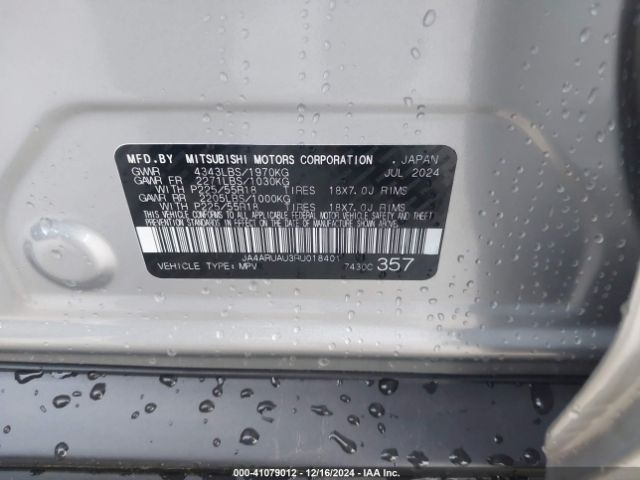 MFD.BY MITSUBISHI MOTORS CORPORATION . JAPAN
GVWR 4343LBS/1970KG JUL 2024
GAWR FR 2271LBS/1030KG
WITH P225/55R18 TIRES 18X7.0J RIMS
GAWR RR 2205LBS/1000KG
WITH P225/55R18 TIRES 18X7.0J RIMS
THIS VEHICLE CONFORMS TO ALL APPLICABLE FEDERAL MOTOR VEHICLE SAFETY AND
THEFT PREVENTION STANDARDS IN EFFECT ON THE DATE OF MANUFACTURE SHOWN ABOVE.
JA4ARUAU3RU018401
VEHICLE TYPE: MPV 7430C 357
000-41079012 - 12/16/2024 - IAA Inc.